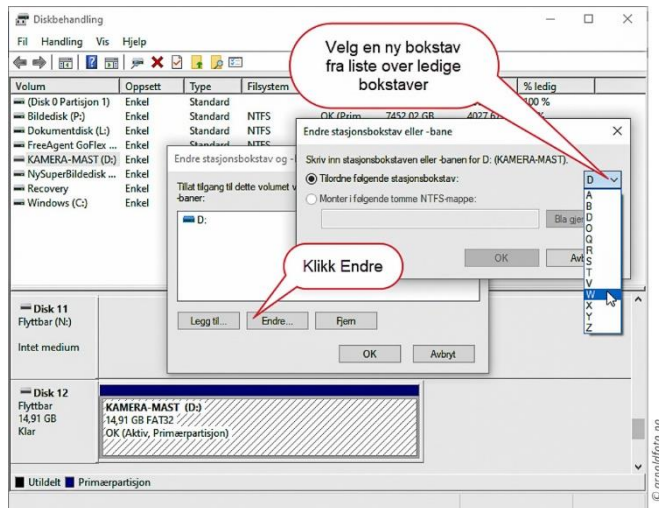 Diskbehandling
Fil Handling Vis Hjelp
Velg en ny bokstav
fra liste over ledige
bokstaver
Volum Oppsett Type Filsystem % ledig
(Disk 0 Partisjon 1) Enkel Standard 100 %
Bildedisk (P:) Enkel Standard NTFS OK (Prim... 7452,02 GB
Dokumentdisk (L:) Enkel Standard NTFS
FreeAgent GoFlex ... Enkel Standard NTFS
KAMERA-MAST (D:) Enkel
NySuperBildedisk ... Enkel
Recovery Enkel
Windows (C:) Enkel
Endre stasjonsbokstav og -
Tillat tilgang til dette volumet v
-baner:
D:
Legg til... Endre... Fjern
OK Avbryt
Endre stasjonsbokstav eller -bane
Skriv inn stasjonsbokstaven eller -banen for D: (KAMERA-MAST).
Tilordne følgende stasjonsbokstav: D
Monter i følgende tomme NTFS-mappe:
Bla gjen
OK Avb
A
B
D
O
Q
R
S
T
V
W
X
Y
Z
Klikk Endre
Disk 11
Flyttbar (N:)
Intet medium
Disk 12
Flyttbar
14,91 GB
Klar
KAMERA-MAST (D:)
14,91 GB FAT32
OK (Aktiv, Primærpartisjon)
Utildelt Primærpartisjon
© arnoldfoto.no